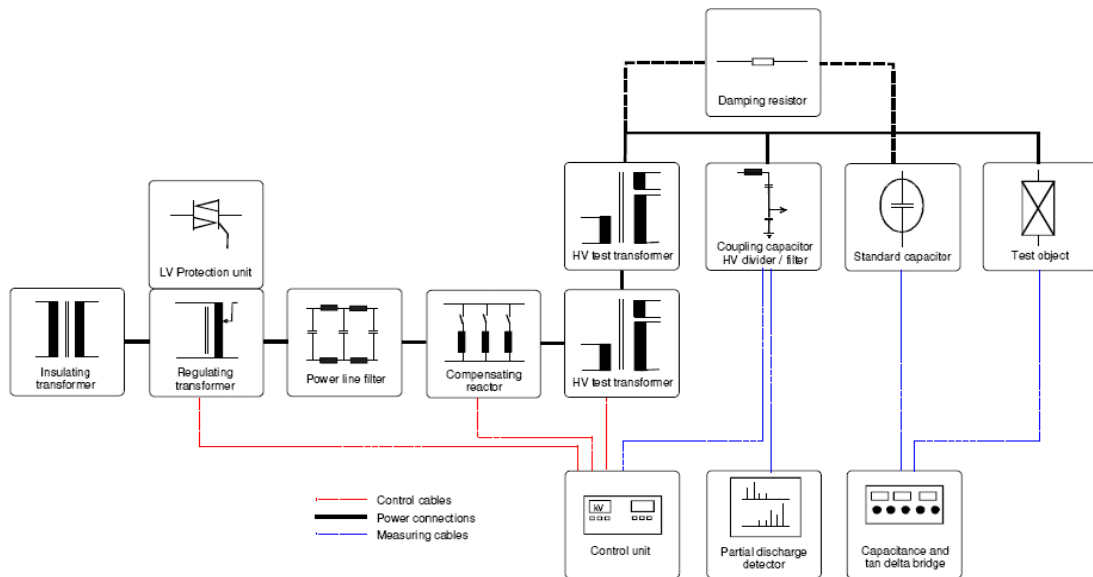 Damping resistor
LV Protection unit
HV test transformer
Coupling capacitor
HV divider / filter
Standard capacitor
Test object
Insulating
transformer
Regulating
transformer
Power line filter
Compensating
reactor
HV test transformer
Control cables
Power connections
Measuring cables
kV
Control unit
Partial discharge
detector
Capacitance and
tan delta bridge